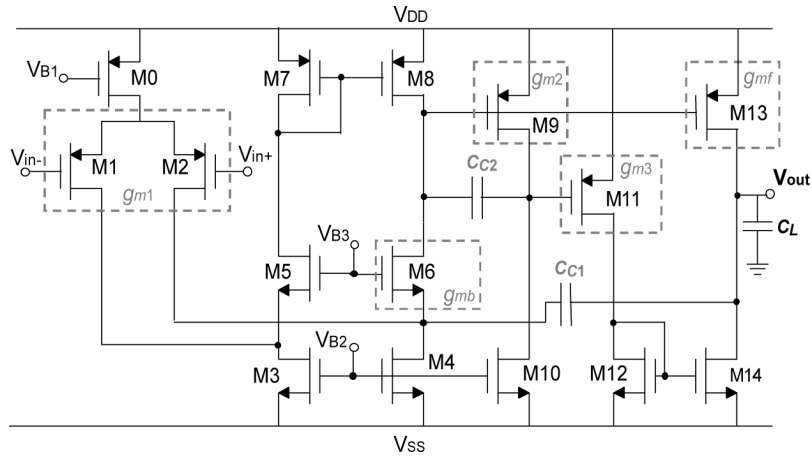 VDD
M0
VB1
M7
M8
gm2
gmf
M9
M13
Vin-
M1
M2
Vin+
gm1
CC2
gm3
M11
Vout
CL
VB3
M5
M6
gmb
CC1
VB2
M3
M4
M10
M12
M14
VSS